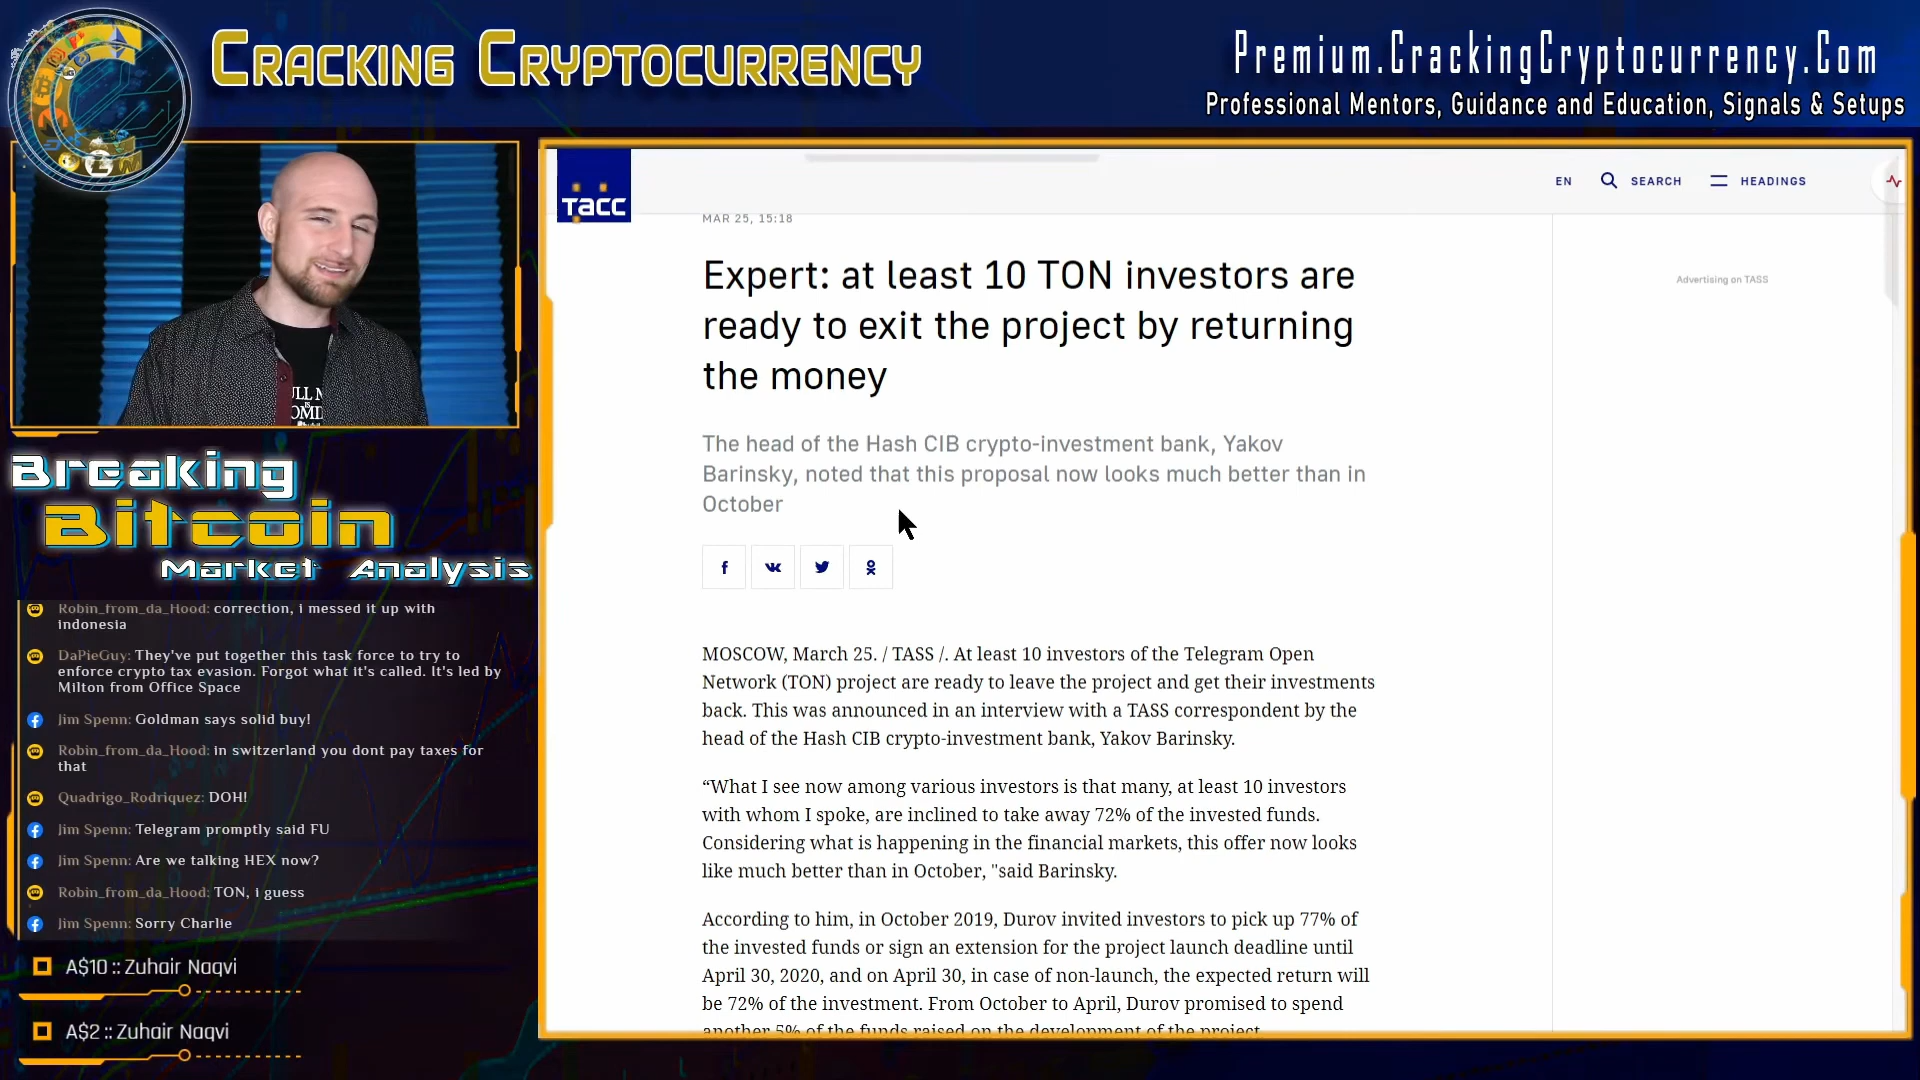 Cracking Cryptocurrency
Premium.CrackingCryptocurrency.Com
Professional Mentors, Guidance and Education, Signals & Setups
тасс
EN
SEARCH
HEADINGS
MAR 25, 15:18
Expert: at least 10 TON investors are
ready to exit the project by returning
the money
Advertising on TASS
The head of the Hash CIB crypto-investment bank, Yakov
Barinsky, noted that this proposal now looks much better than in
October
MOSCOW, March 25. / TASS /. At least 10 investors of the Telegram Open
Network (TON) project are ready to leave the project and get their investments
back. This was announced in an interview with a TASS correspondent by the
head of the Hash CIB crypto-investment bank, Yakov Barinsky.
“What I see now among various investors is that many, at least 10 investors
with whom I spoke, are inclined to take away 72% of the invested funds.
Considering what is happening in the financial markets, this offer now looks
like much better than in October, "said Barinsky.
According to him, in October 2019, Durov invited investors to pick up 77% of
the invested funds or sign an extension for the project launch deadline until
April 30, 2020, and on April 30, in case of non-launch, the expected return will
be 72% of the investment. From October to April, Durov promised to spend
another 5% of the funds raised on the development of the project.
Breaking
Bitcoin
Market Analysis
Robin_from_da_Hood: correction, i messed it up with
indonesia
DaPieGuy: They've put together this task force to try to
enforce crypto tax evasion. Forgot what it's called. It's led by
Milton from Office Space
Jim Spenn: Goldman says solid buy!
Robin_from_da_Hood: in switzerland you dont pay taxes for
that
Quadrigo_Rodriquez: DOH!
Jim Spenn: Telegram promptly said FU
Jim Spenn: Are we talking HEX now?
Robin_from_da_Hood: TON, i guess
Jim Spenn: Sorry Charlie
A$10 :: Zuhair Naqvi
A$2 :: Zuhair Naqvi